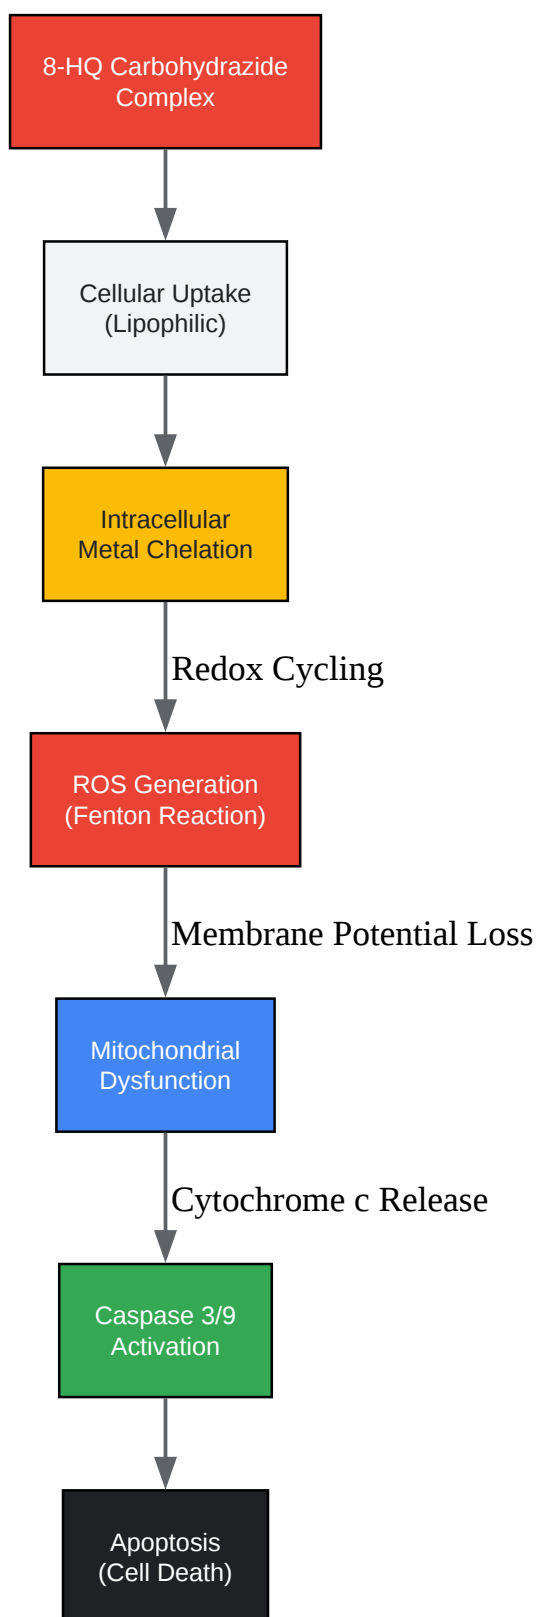 8-HQ Carbohydrazide
Complex
Cellular Uptake
(Lipophilic)
Intracellular
Metal Chelation
Redox Cycling
ROS Generation
(Fenton Reaction)
Membrane Potential Loss
Mitochondrial
Dysfunction
Cytochrome c Release
Caspase 3/9
Activation
Apoptosis
(Cell Death)